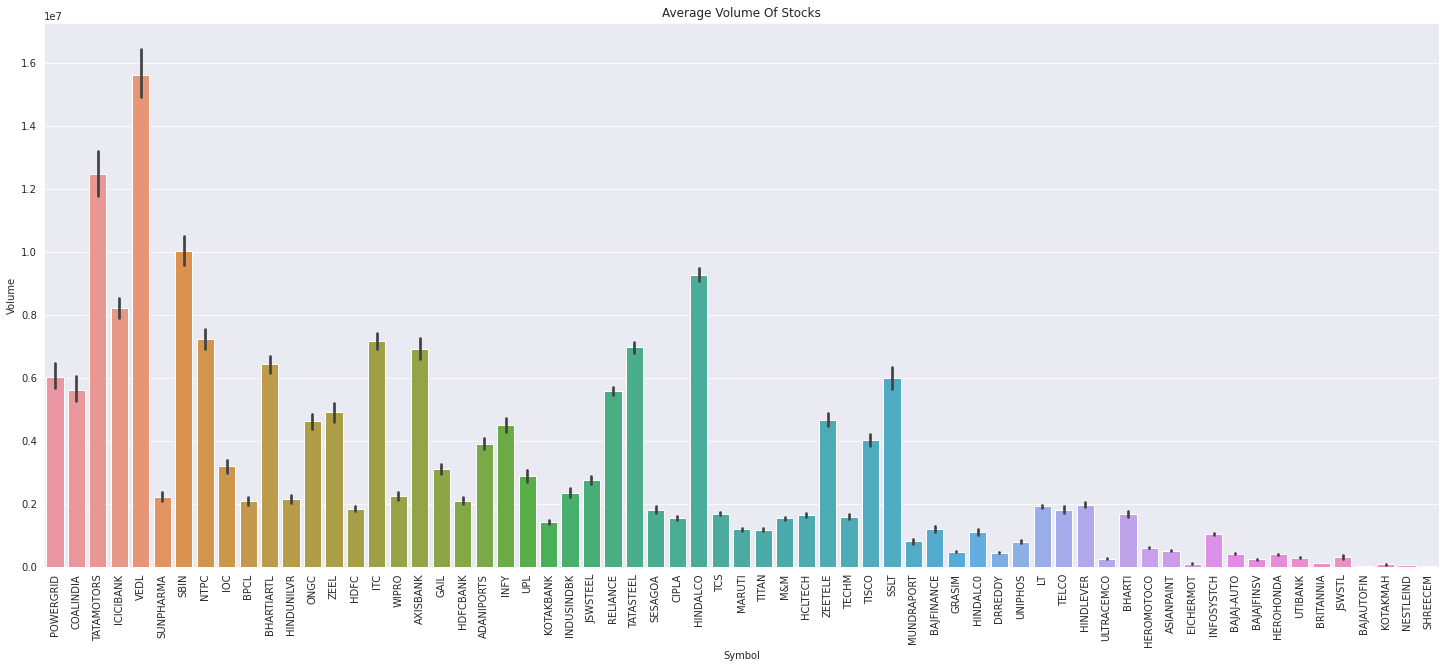 Average Volume Of Stocks
1e7
1.6
1.4
1.2
1.0
0.8
0.6
0.4
0.2
0.0
Volume
POWERGRID
COALINDIA
TATAMOTORS
ICICIBANK
VEDL
SUNPHARMA
SBIN
NTPC
IOC
BPCL
BHARTIARTL
HINDUNILVR
ONGC
ZEEL
HDFC
ITC
WIPRO
AXISBANK
GAIL
HDFCBANK
ADANIPORTS
INFY
UPL
KOTAKBANK
INDUSINDBK
JSWSTEEL
RELIANCE
TATASTEEL
SESAGOA
CIPLA
HINDALCO
TCS
MARUTI
TITAN
M&M
HCLTECH
ZEETELE
TECHM
TISCO
SSLT
MUNDRAPORT
BAJFINANCE
GRASIM
HINDALC0
DRREDDY
UNIPHOS
LT
TELCO
HINDLEVER
ULTRACEMCO
BHARTI
HEROMOTOCO
ASIANPAINT
EICHERMOT
INFOSYSTCH
BAJAJ-AUTO
BAJAJFINSV
HEROHONDA
UTIBANK
BRITANNIA
JSWSTL
BAJAUTOFIN
KOTAKMAH
NESTLEIND
SHREECEM
Symbol